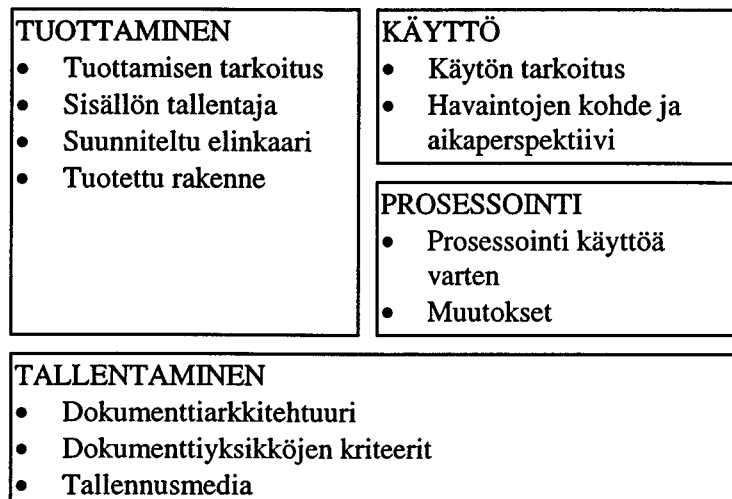 TUOTTAMINEN
• Tuottamisen tarkoitus
• Sisällön tallentaja
• Suunniteltu elinkaari
• Tuotettu rakenne
KÄYTTÖ
• Käytön tarkoitus
• Havaintojen kohde ja
aikaperspektiivi
PROSESSOINTI
• Prosessointi käyttöä
varten
• Muutokset
TALLENTAMINEN
• Dokumenttiarkkitehtuuri
• Dokumenttiyksikköjen kriteerit
• Tallennusmedia